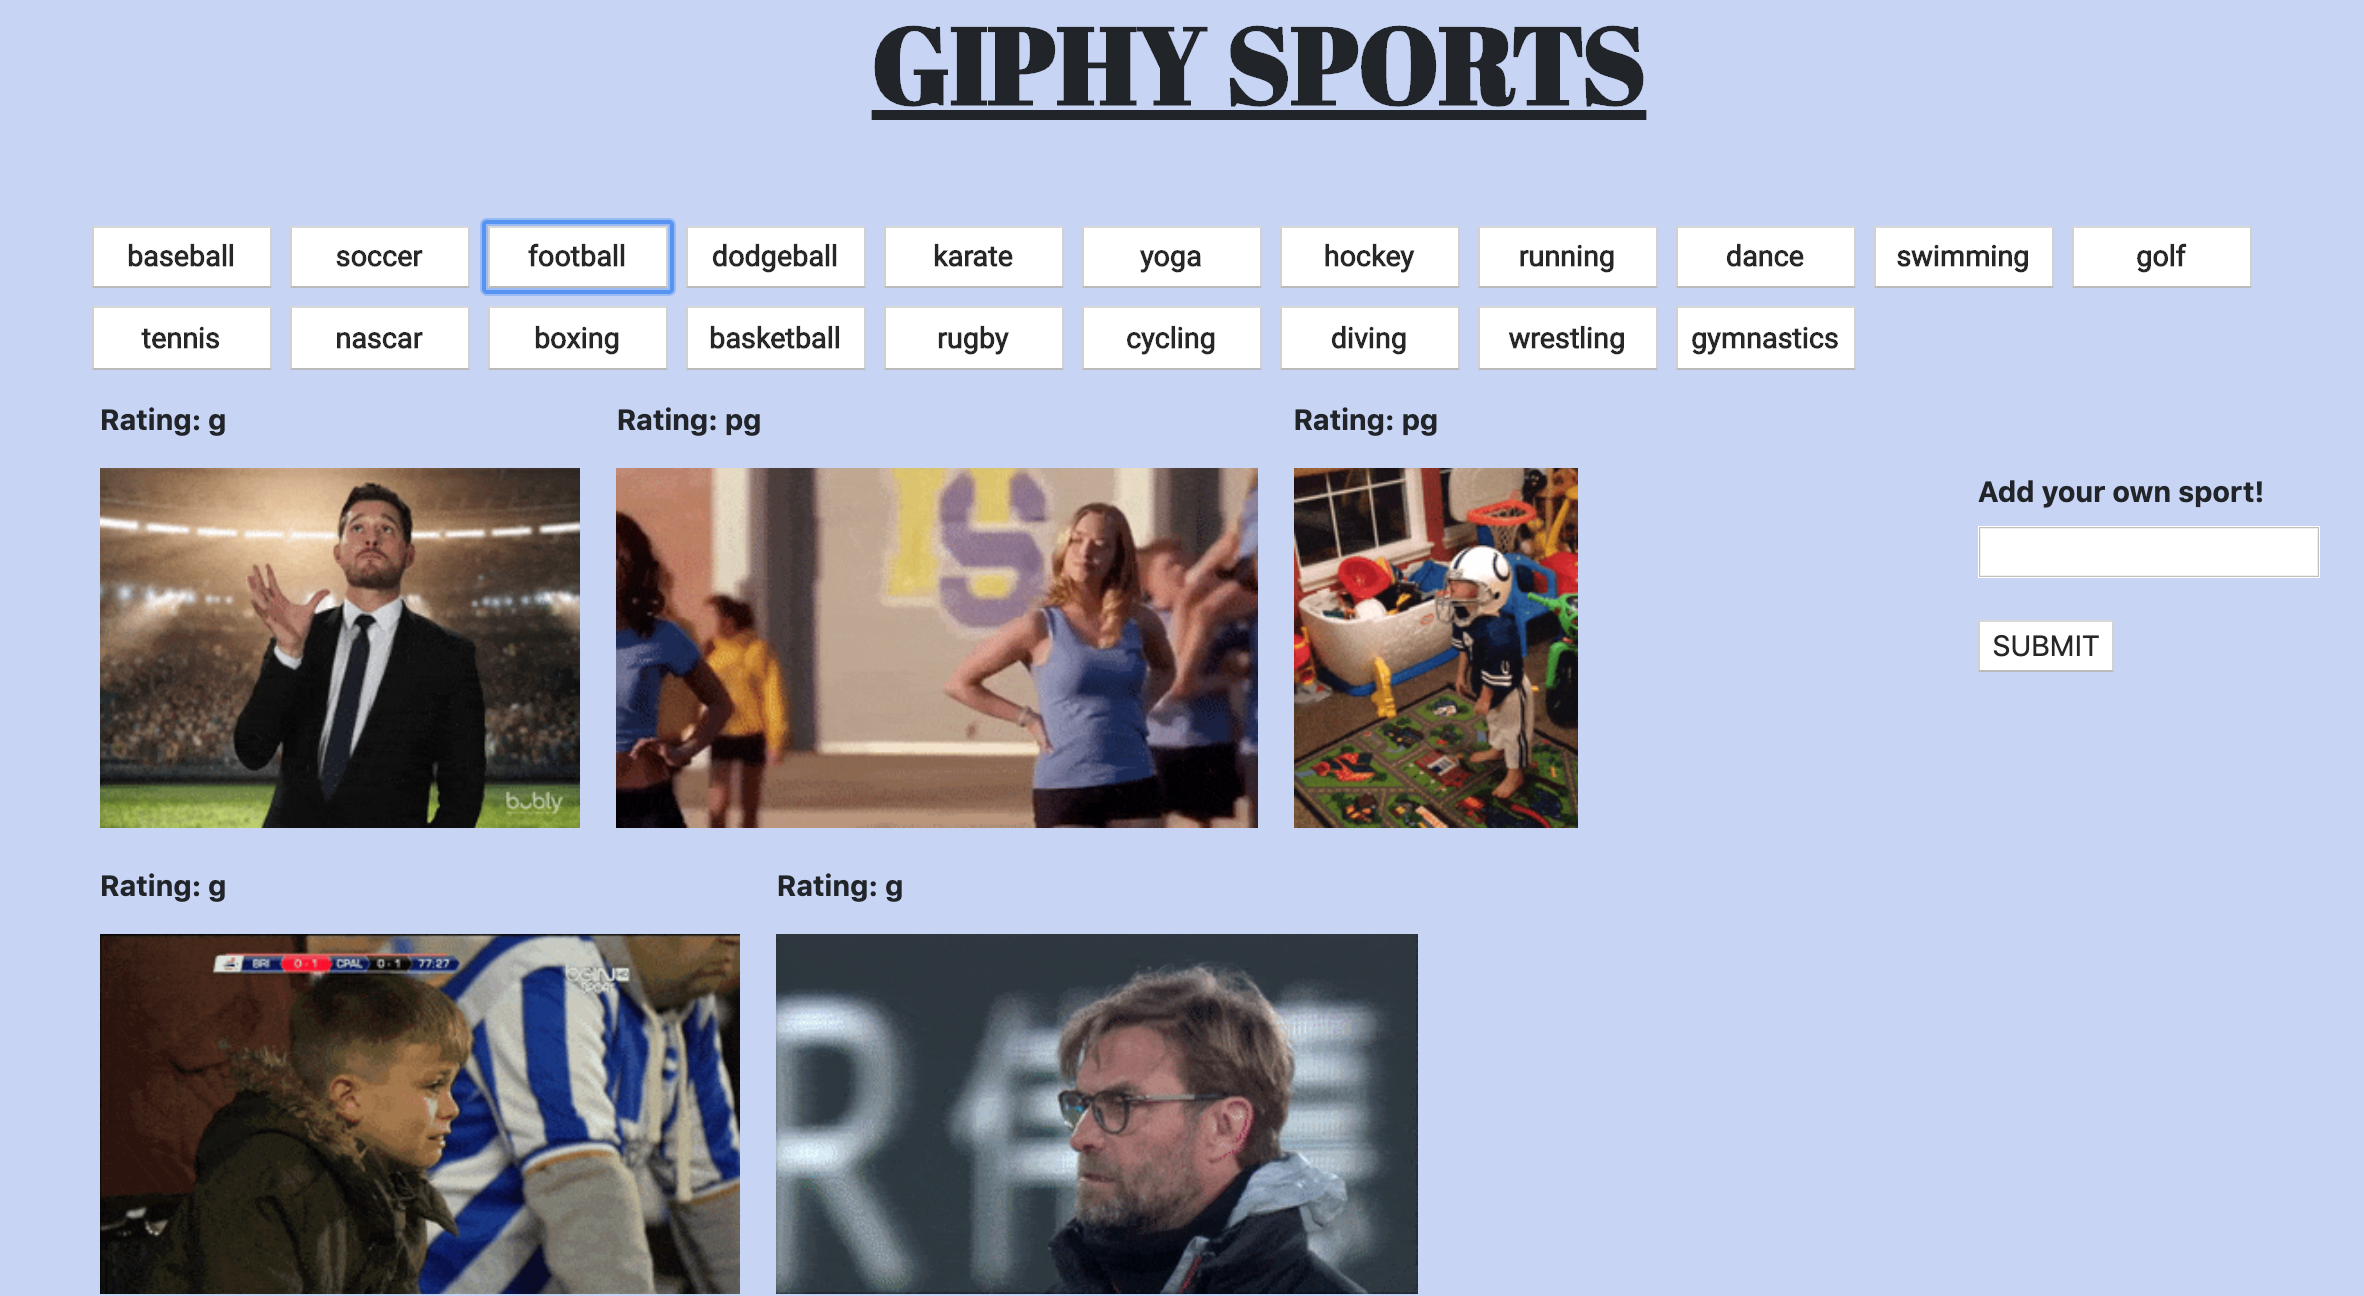 GIPHY SPORTS
baseball soccer football dodgeball karate yoga hockey running dance swimming golf
tennis nascar boxing basketball rugby cycling diving wrestling gymnastics
Rating: g Rating: pg Rating: pg
Add your own sport!
SUBMIT
bubly
Rating: g Rating: g
BRI 0-1 CPAL 0-1 77:27
beIN HD
SPORTS